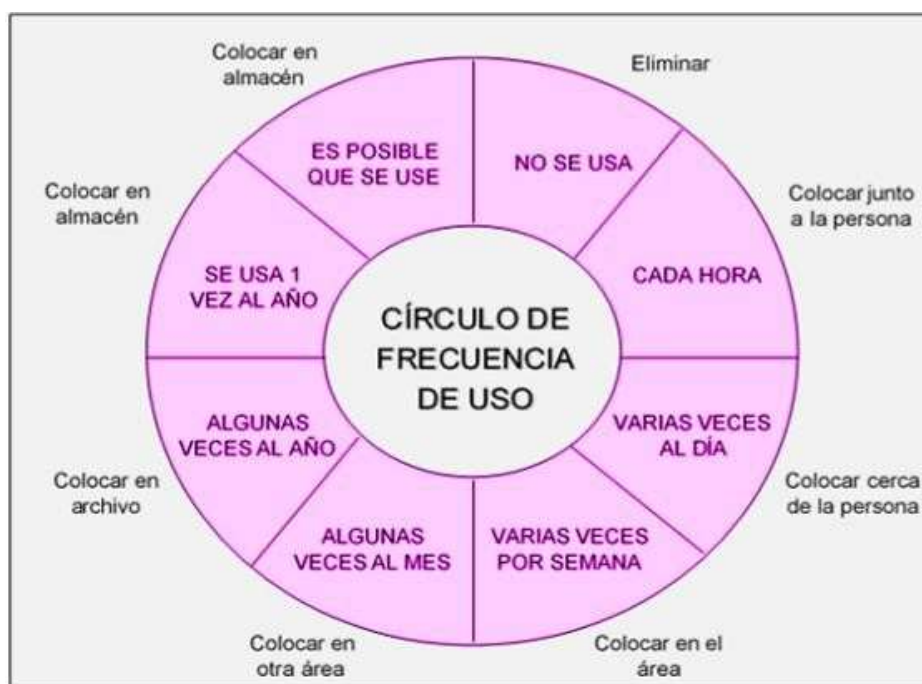 Colocar en
almacén
Eliminar
ES POSIBLE
QUE SE USE
NO SE USA
Colocar en
almacén
Colocar junto
a la persona
SE USA 1
VEZ AL AÑO
CADA HORA
CÍRCULO DE
FRECUENCIA
DE USO
ALGUNAS
VECES AL AÑO
VARIAS VECES
AL DÍA
Colocar en
archivo
Colocar cerca
de la persona
ALGUNAS
VECES AL MES
VARIAS VECES
POR SEMANA
Colocar en
otra área
Colocar en el
área